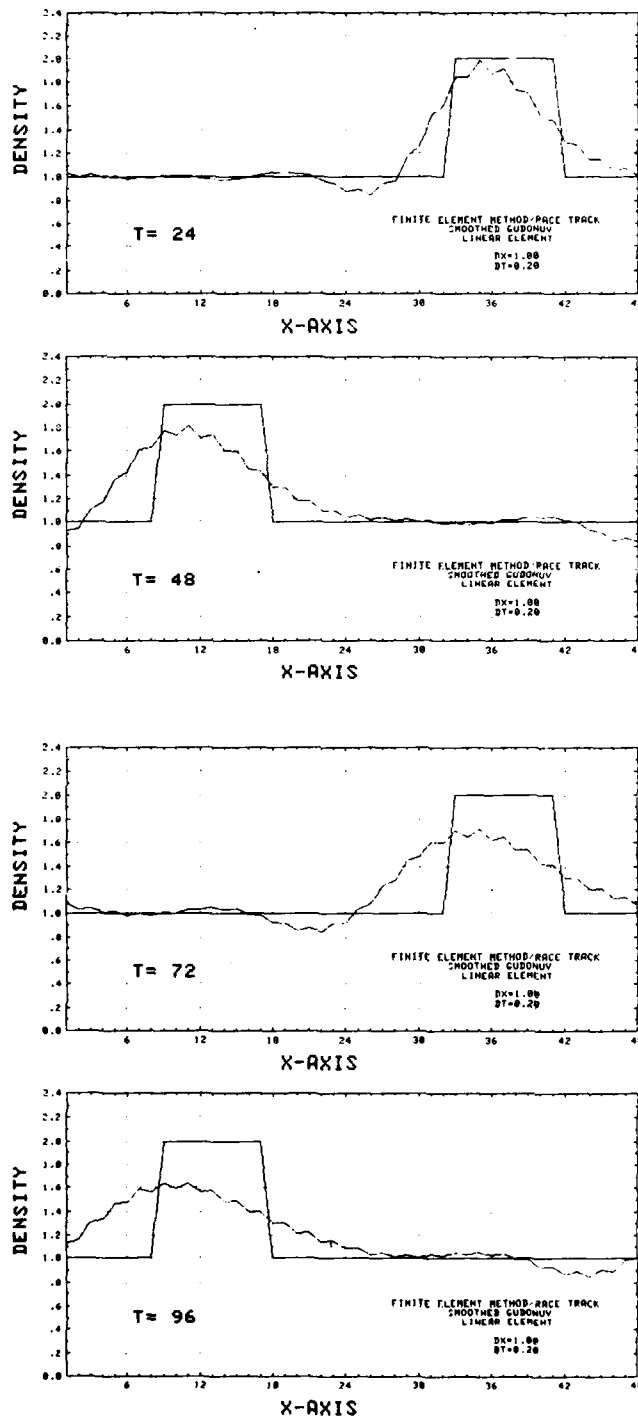 2.4
2.2
2.0
1.8
1.6
1.4
1.2
1.0
.8
.6
.4
.2
0.0
DENSITY
T= 24
FINITE ELEMENT METHOD/RACE TRACK
SMOOTHED GUDONUV
LINEAR ELEMENT
DX=1.00
DT=0.20
6 12 18 24 30 36 42
X-AXIS
2.4
2.2
2.0
1.8
1.6
1.4
1.2
1.0
.8
.6
.4
.2
0.0
DENSITY
T= 48
FINITE ELEMENT METHOD/RACE TRACK
SMOOTHED GUDONUV
LINEAR ELEMENT
DX=1.00
DT=0.20
6 12 18 24 30 36 42
X-AXIS
2.4
2.2
2.0
1.8
1.6
1.4
1.2
1.0
.8
.6
.4
.2
0.0
DENSITY
T= 72
FINITE ELEMENT METHOD/RACE TRACK
SMOOTHED GUDONUV
LINEAR ELEMENT
DX=1.00
DT=0.20
6 12 18 24 30 36 42
X-AXIS
2.4
2.2
2.0
1.8
1.6
1.4
1.2
1.0
.8
.6
.4
.2
0.0
DENSITY
T= 96
FINITE ELEMENT METHOD/RACE TRACK
SMOOTHED GUDONUV
LINEAR ELEMENT
DX=1.00
DT=0.20
6 12 18 24 30 36 42
X-AXIS